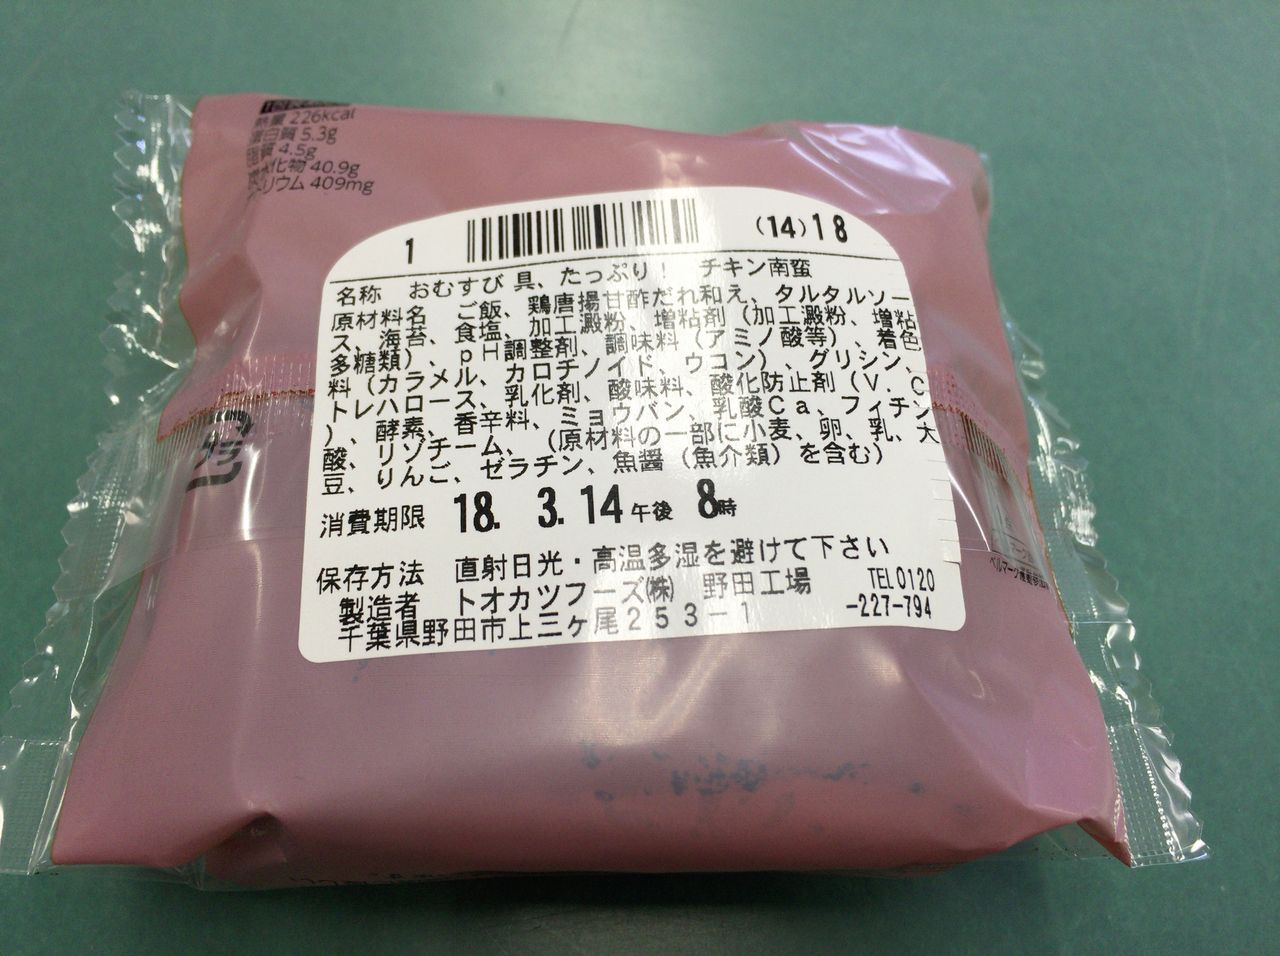 熱量 226kcal
蛋白質 5.3g
脂質 4.5g
炭水化物 40.9g
ナトリウム 409mg
1
(14)18
名称 おむすび 具、たっぷり! チキン南蛮
原材料名 ご飯、鶏唐揚甘酢だれ和え、タルタルソー
ス、海苔、食塩、加工澱粉、増粘剤(加工澱粉、増粘
多糖類)、pH調整剤、調味料(アミノ酸等)、着色
料(カラメル、カロチノイド、ウコン)、グリシン、
トレハロース、乳化剤、酸味料、酸化防止剤(V.C
)、酵素、香辛料、ミョウバン、乳酸Ca、フィチン
酸、リゾチーム、(原材料の一部に小麦、卵、乳、大
豆、りんご、ゼラチン、魚醤(魚介類)を含む)
消費期限 18. 3. 14 午後 8時
保存方法 直射日光・高温多湿を避けて下さい
製造者 トオカツフーズ㈱ 野田工場 TEL0120
千葉県野田市上三ヶ尾253-1 -227-794
プラ